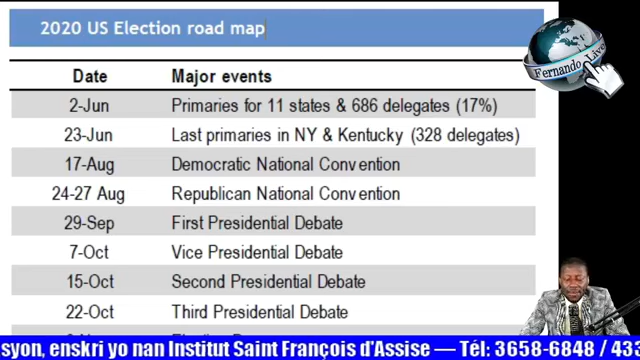 2020 US Election road map
Fernando Live
Date Major events
2-Jun Primaries for 11 states & 686 delegates (17%)
23-Jun Last primaries in NY & Kentucky (328 delegates)
17-Aug Democratic National Convention
24-27 Aug Republican National Convention
29-Sep First Presidential Debate
7-Oct Vice Presidential Debate
15-Oct Second Presidential Debate
22-Oct Third Presidential Debate
syon, enskri yo nan Institut Saint François d'Assise — Tél: 3658-6848 / 433